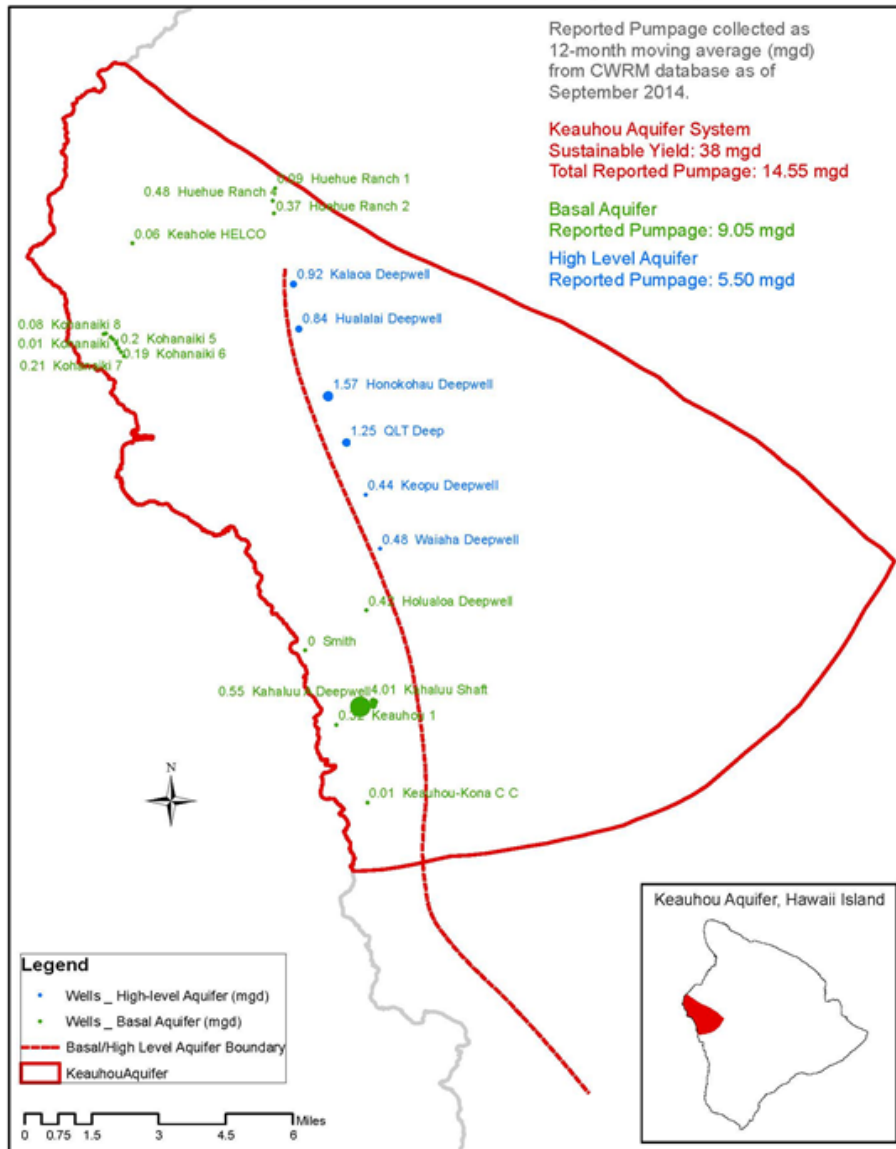 Reported Pumpage collected as
12-month moving average (mgd)
from CWRM database as of
September 2014.
Keauhou Aquifer System
Sustainable Yield: 38 mgd
Total Reported Pumpage: 14.55 mgd
Basal Aquifer
Reported Pumpage: 9.05 mgd
High Level Aquifer
Reported Pumpage: 5.50 mgd
Huehue Ranch 1
0.48 Huehue Ranch 4
0.37 Huehue Ranch 2
0.06 Keahole HELCO
0.92 Kalaoa Deepwell
0.84 Hualalai Deepwell
0.08 Kohanaiki 8
0.2 Kohanaiki 5
0.01 Kohanaiki
0.19 Kohanaiki 6
0.21 Kohanaiki 7
1.57 Honokohau Deepwell
1.25 QLT Deep
0.44 Keopu Deepwell
0.48 Waiaha Deepwell
Holualoa Deepwell
0 Smith
0.55 Kahaluu A Deepwell
4.01 Kahaluu Shaft
Keauhou 1
0.01 Keauhou-Kona C C
N
Keauhou Aquifer, Hawaii Island
Legend
Wells _ High-level Aquifer (mgd)
Wells _ Basal Aquifer (mgd)
Basal/High Level Aquifer Boundary
KeauhouAquifer
Miles
0 0.75 1.5 3 4.5 6